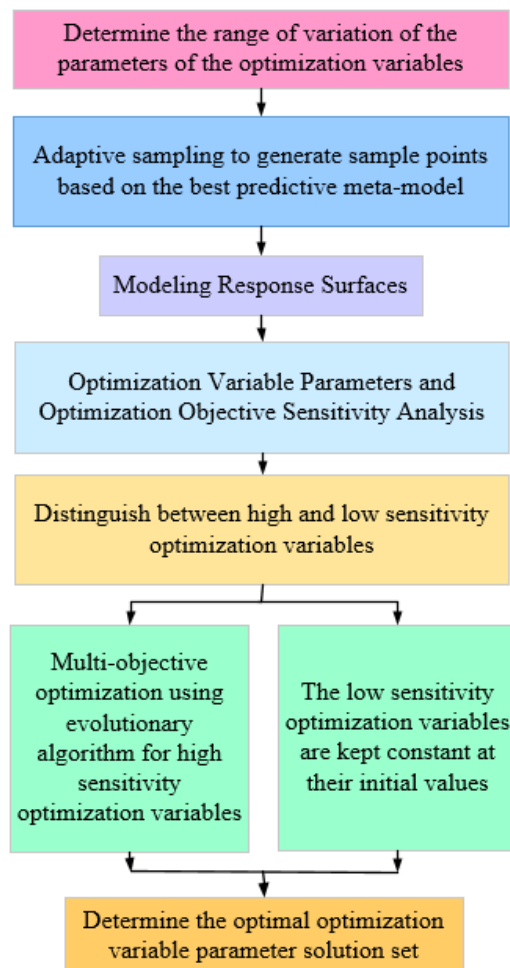 Determine the range of variation of the
parameters of the optimization variables
Adaptive sampling to generate sample points
based on the best predictive meta-model
Modeling Response Surfaces
Optimization Variable Parameters and
Optimization Objective Sensitivity Analysis
Distinguish between high and low sensitivity
optimization variables
Multi-objective
optimization using
evolutionary
algorithm for high
sensitivity
optimization variables
The low sensitivity
optimization variables
are kept constant at
their initial values
Determine the optimal optimization
variable parameter solution set